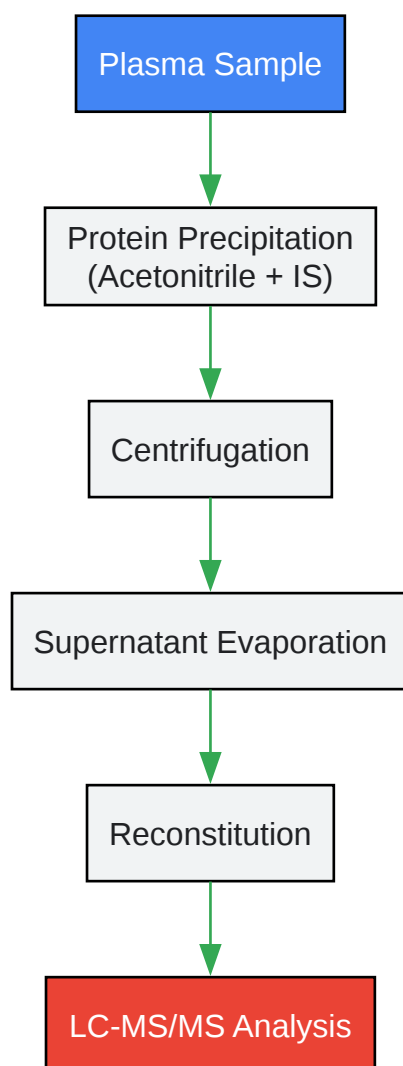 Plasma Sample
Protein Precipitation
(Acetonitrile + IS)
Centrifugation
Supernatant Evaporation
Reconstitution
LC-MS/MS Analysis